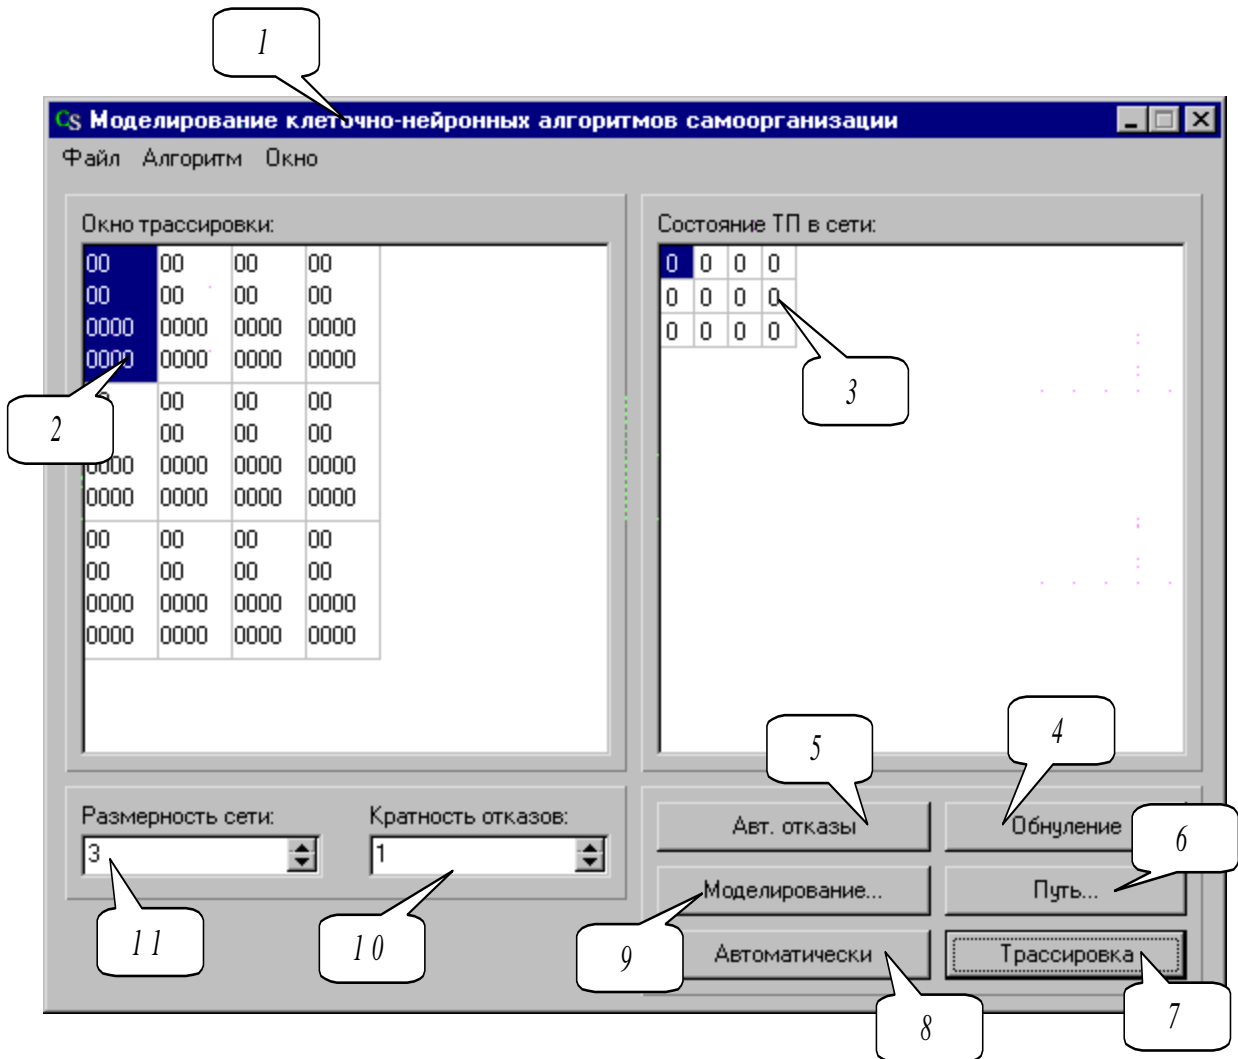 1
CS Моделирование клеточно-нейронных алгоритмов самоорганизации
Файл Алгоритм Окно
Окно трассировки:
00 00 00 00
00 00 00 00
0000 0000 0000 0000
0000 0000 0000 0000
00 00 00
00 00 00
0000 0000 0000 0000
0000 0000 0000 0000
00 00 00 00
00 00 00 00
0000 0000 0000 0000
0000 0000 0000 0000
2
Состояние ТП в сети:
0 0 0 0
0 0 0 0
0 0 0 0
3
Размерность сети:
3
Кратность отказов:
1
11
10
5
4
Авт. отказы
Обнуление
6
Моделирование...
Путь...
9
Автоматически
Трассировка
8
7